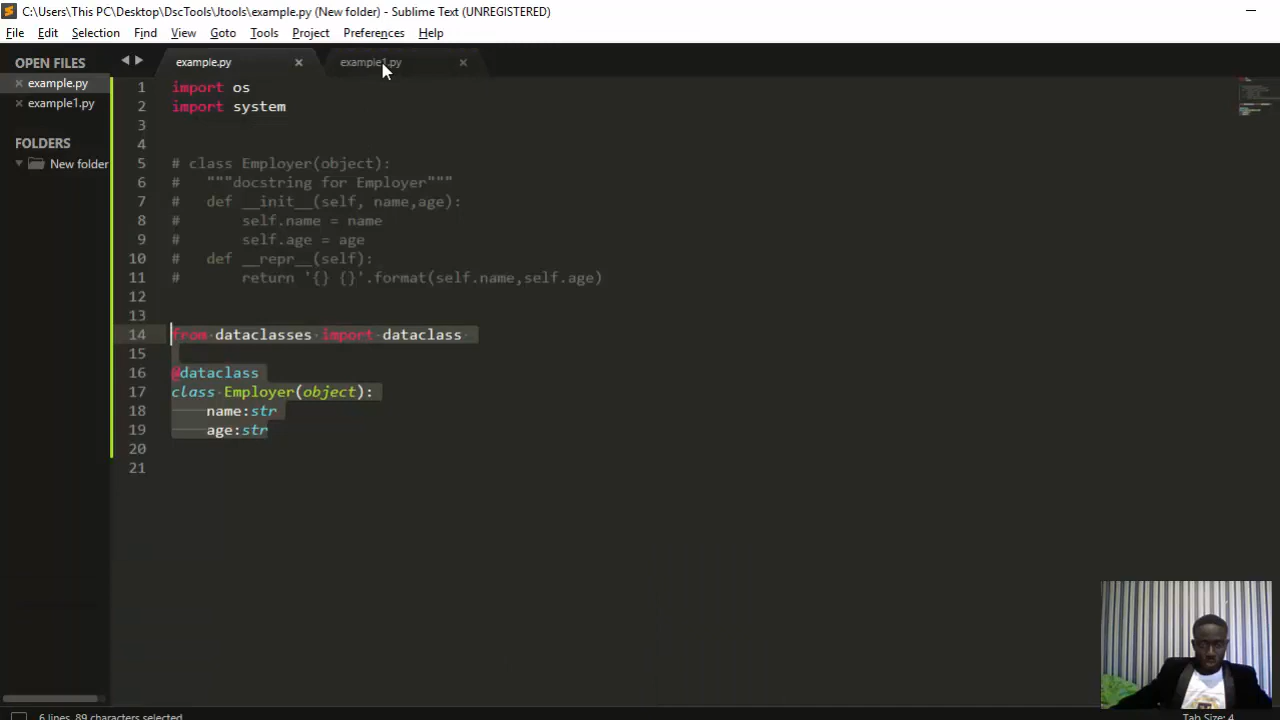 C:\Users\This PC\Desktop\DscTools\Jtools\example.py (New folder) - Sublime Text (UNREGISTERED)
File Edit Selection Find View Goto Tools Project Preferences Help
OPEN FILES
example.py
example1.py
FOLDERS
New folder
example.py
example1.py
1 import os
2 import system
3
4
5 # class Employer(object):
6 #   """docstring for Employer"""
7 #   def __init__(self, name,age):
8 #       self.name = name
9 #       self.age = age
10 #   def __repr__(self):
11 #       return '{} {}'.format(self.name,self.age)
12
13
14 from dataclasses import dataclass
15
16 @dataclass
17 class Employer(object):
18     name:str
19     age:str
20
21
6 lines, 89 characters selected
Tab Size: 4